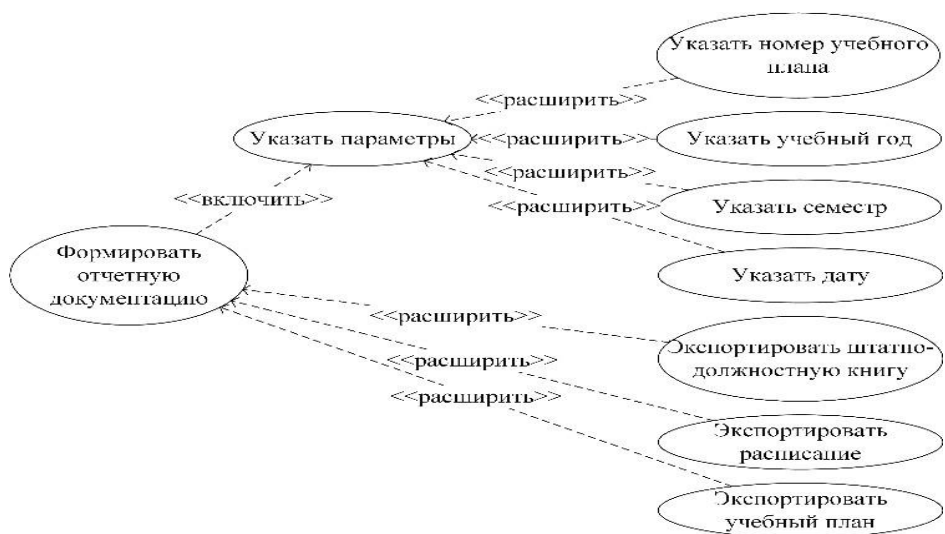 Указать номер учебного
плана
<<расширить>>
Указать параметры
<<расширить>>
Указать учебный год
<<расширить>>
<<включить>>
<<расширить>>
Указать семестр
Формировать
отчетную
документацию
Указать дату
<<расширить>>
Экспортировать штатно-
должностную книгу
<<расширить>>
<<расширить>>
Экспортировать
расписание
Экспортировать
учебный план